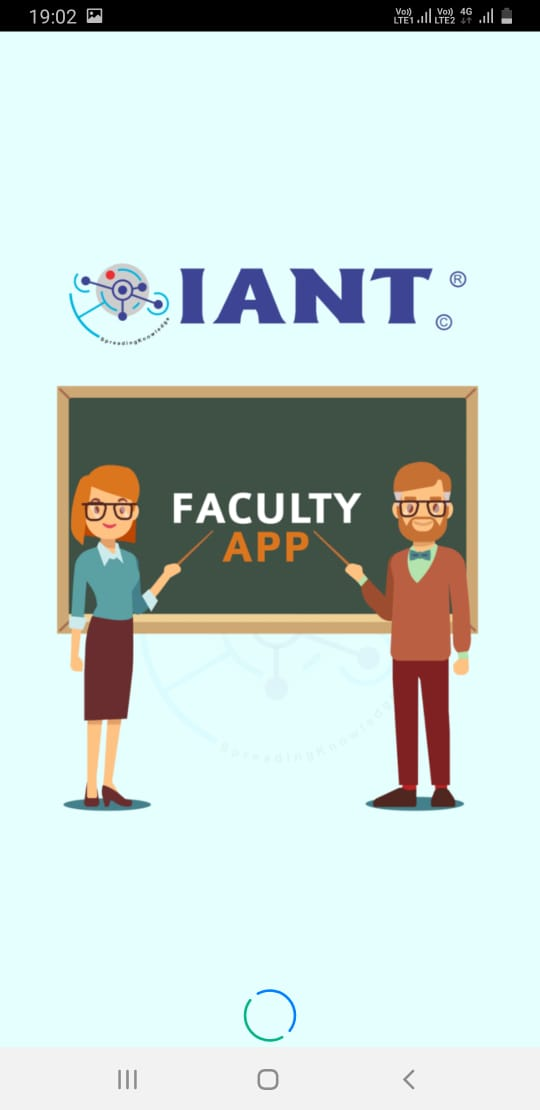 19:02
Vo)) LTE1 Vo)) LTE2 4G
IANT ®
©
SpreadingKnowledge
FACULTY
APP
SpreadingKnowledge